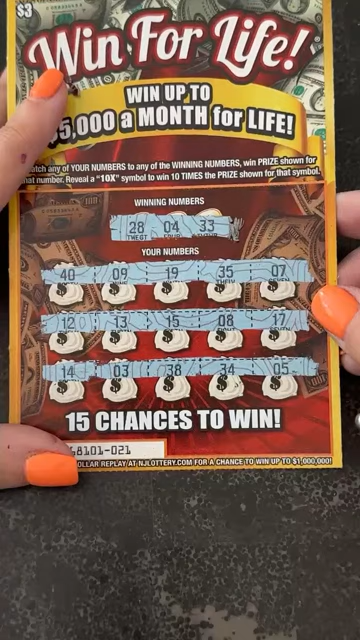 $3
Win For Life!
WIN UP TO
5,000 a MONTH for LIFE!
Match any of YOUR NUMBERS to any of the WINNING NUMBERS, win PRIZE shown for
that number. Reveal a "10X" symbol to win 10 TIMES the PRIZE shown for that symbol.
WINNING NUMBERS
28 04 33
TWEGT FOUR
YOUR NUMBERS
40 09 19 35 07
$ $ $ $ $
12 13 15 08 17
$ $ $ $ $
14 03 38 34 05
$ $ $ $ $
15 CHANCES TO WIN!
68101-021
DOLLAR REPLAY AT NJLOTTERY.COM FOR A CHANCE TO WIN UP TO $1,000,000!